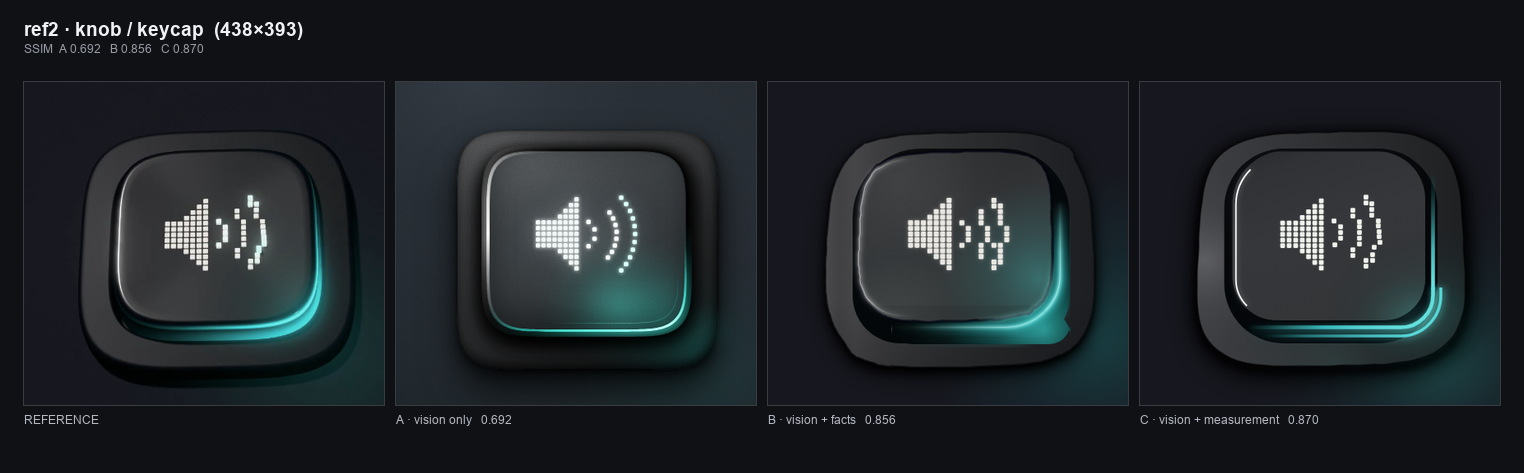 ref2 · knob / keycap (438×393)
SSIM A 0.692 B 0.856 C 0.870
REFERENCE
A · vision only 0.692
B · vision + facts 0.856
C · vision + measurement 0.870